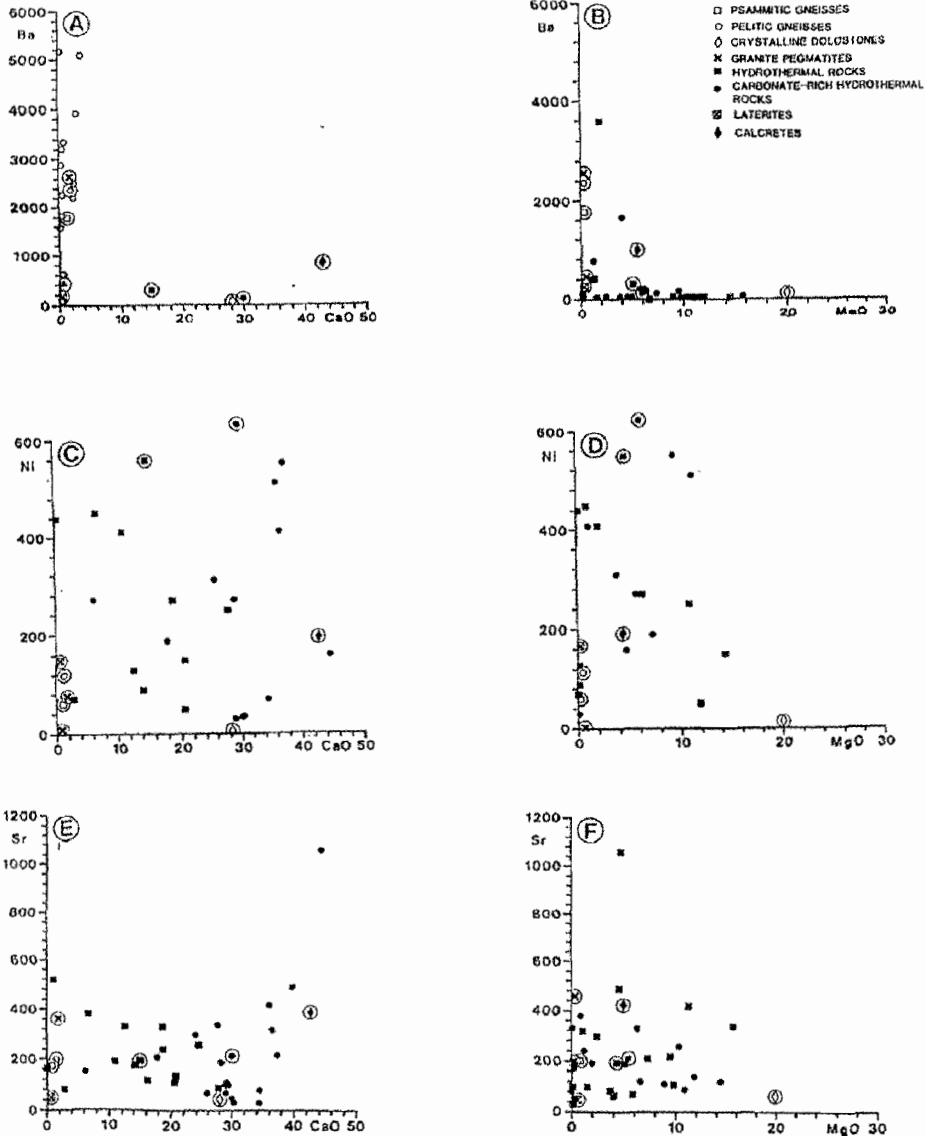 6000
Ba
5000
4000
3000
2000
1000
0
0 10 20 30 40 CaO 50
A
6000
Ba
4000
2000
0
0 10 20 MgO 30
B
PSAMMITIC GNEISSES
PELITIC GNEISSES
CRYSTALLINE DOLOSTONES
GRANITE PEGMATITES
HYDROTHERMAL ROCKS
CARBONATE-RICH HYDROTHERMAL
ROCKS
LATERITES
CALCRETES
600
Ni
400
200
0
0 10 20 30 40 CaO 50
C
600
Ni
400
200
0
0 10 20 MgO 30
D
1200
Sr
1000
800
600
400
200
0
0 10 20 30 40 CaO 50
E
1200
Sr
1000
800
600
400
200
0
0 10 20 MgO 30
F